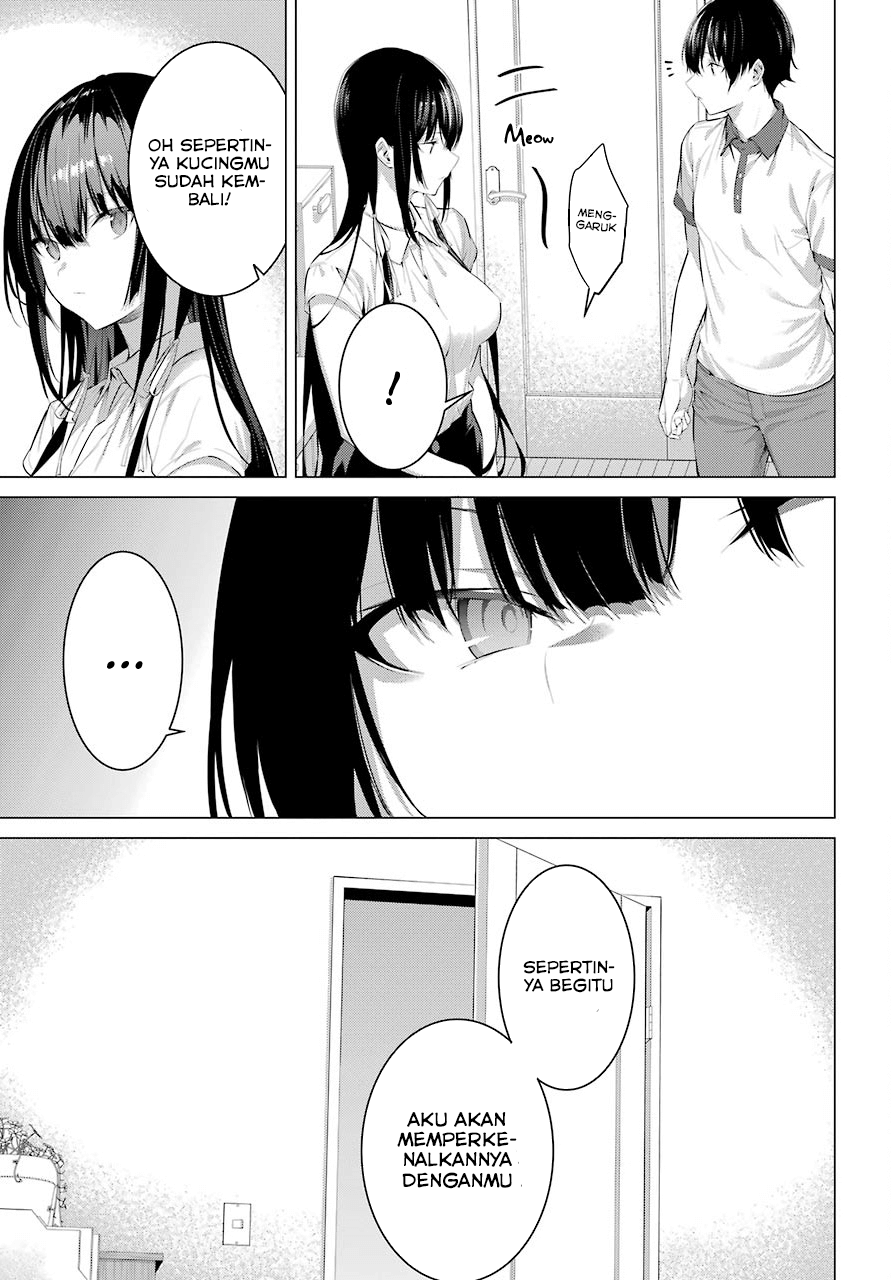 Meow
MENG-
GARUK
!
OH SEPERTIN-
YA KUCINGMU
SUDAH KEM-
BALI!
...
SEPERTIN-
YA BEGITU
AKU AKAN
MEMPERKE-
NALKANNYA
DENGANMU